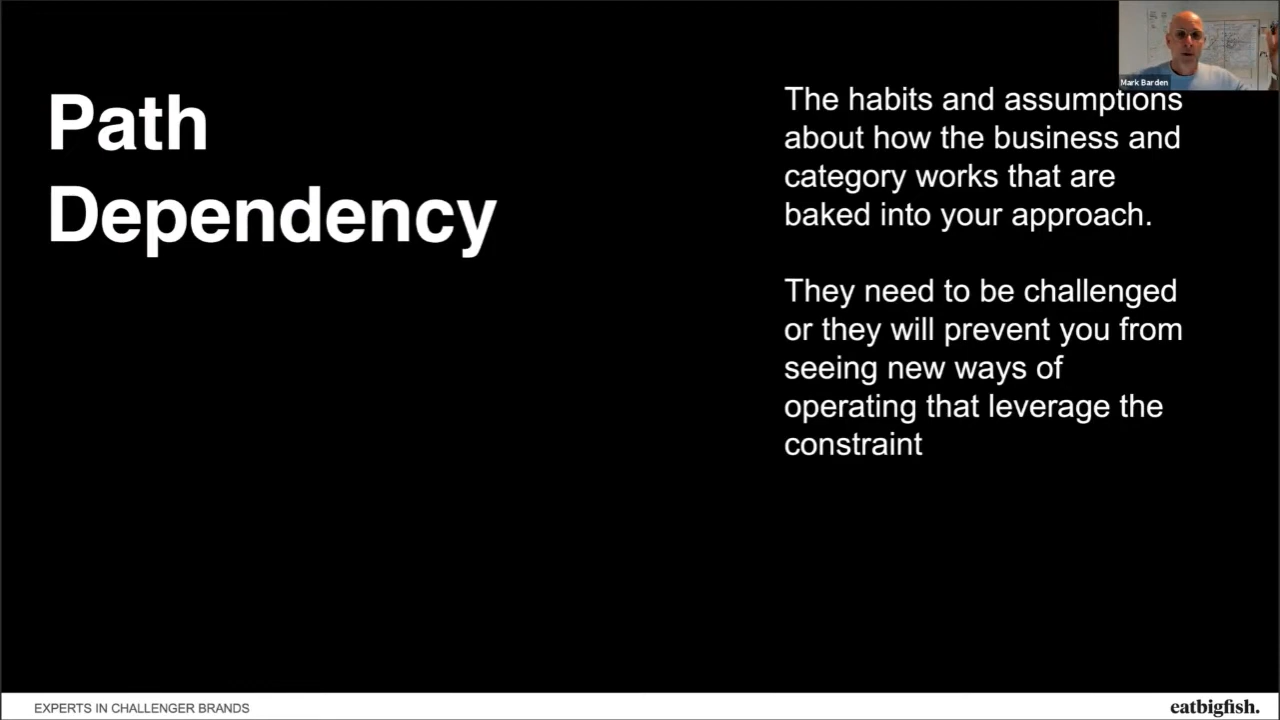 Path
Dependency
Mark Barden
The habits and assumptions
about how the business and
category works that are
baked into your approach.
They need to be challenged
or they will prevent you from
seeing new ways of
operating that leverage the
constraint
EXPERTS IN CHALLENGER BRANDS
eatbigfish.